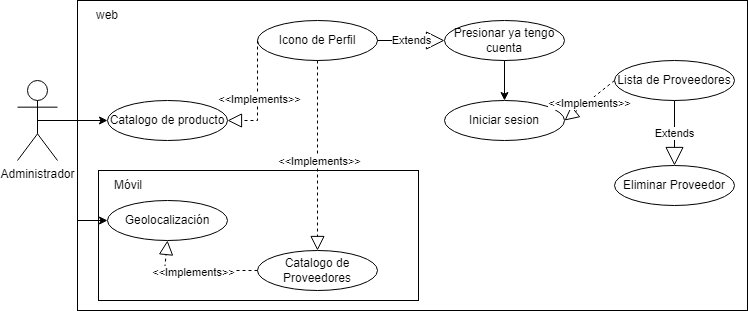 web
Icono de Perfil
Extends
Presionar ya tengo
cuenta
Lista de Proveedores
<<Implements>>
<<Implements>>
Catalogo de producto
Iniciar sesion
Extends
Administrador
<<Implements>>
Móvil
Eliminar Proveedor
Geolocalización
Catalogo de
Proveedores
<<Implements>>